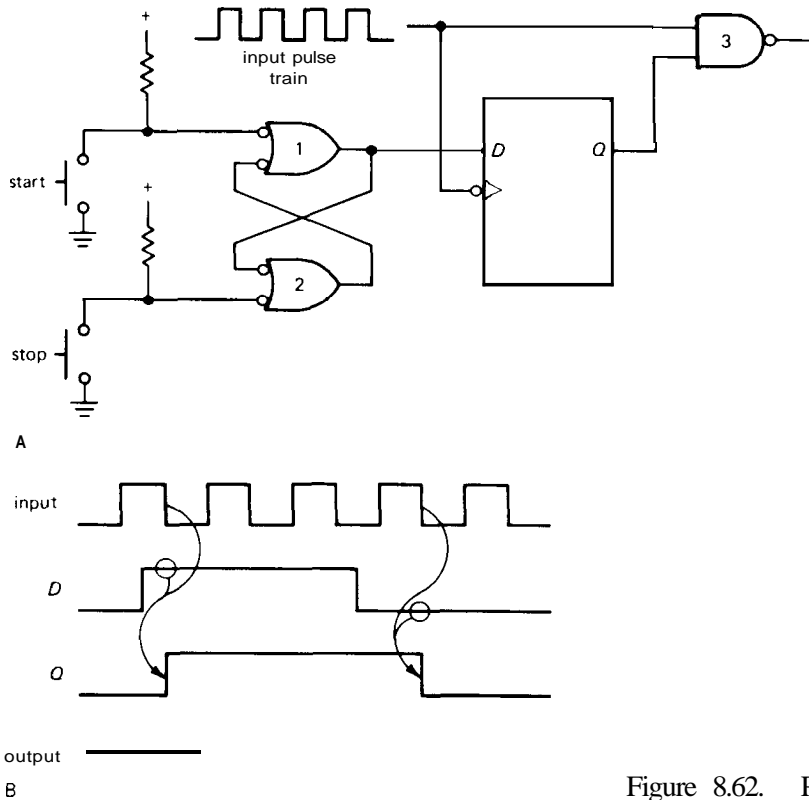 +
input pulse
train
3
1
D
Q
start
+
2
stop
A
input
D
Q
output
B
Figure 8.62.